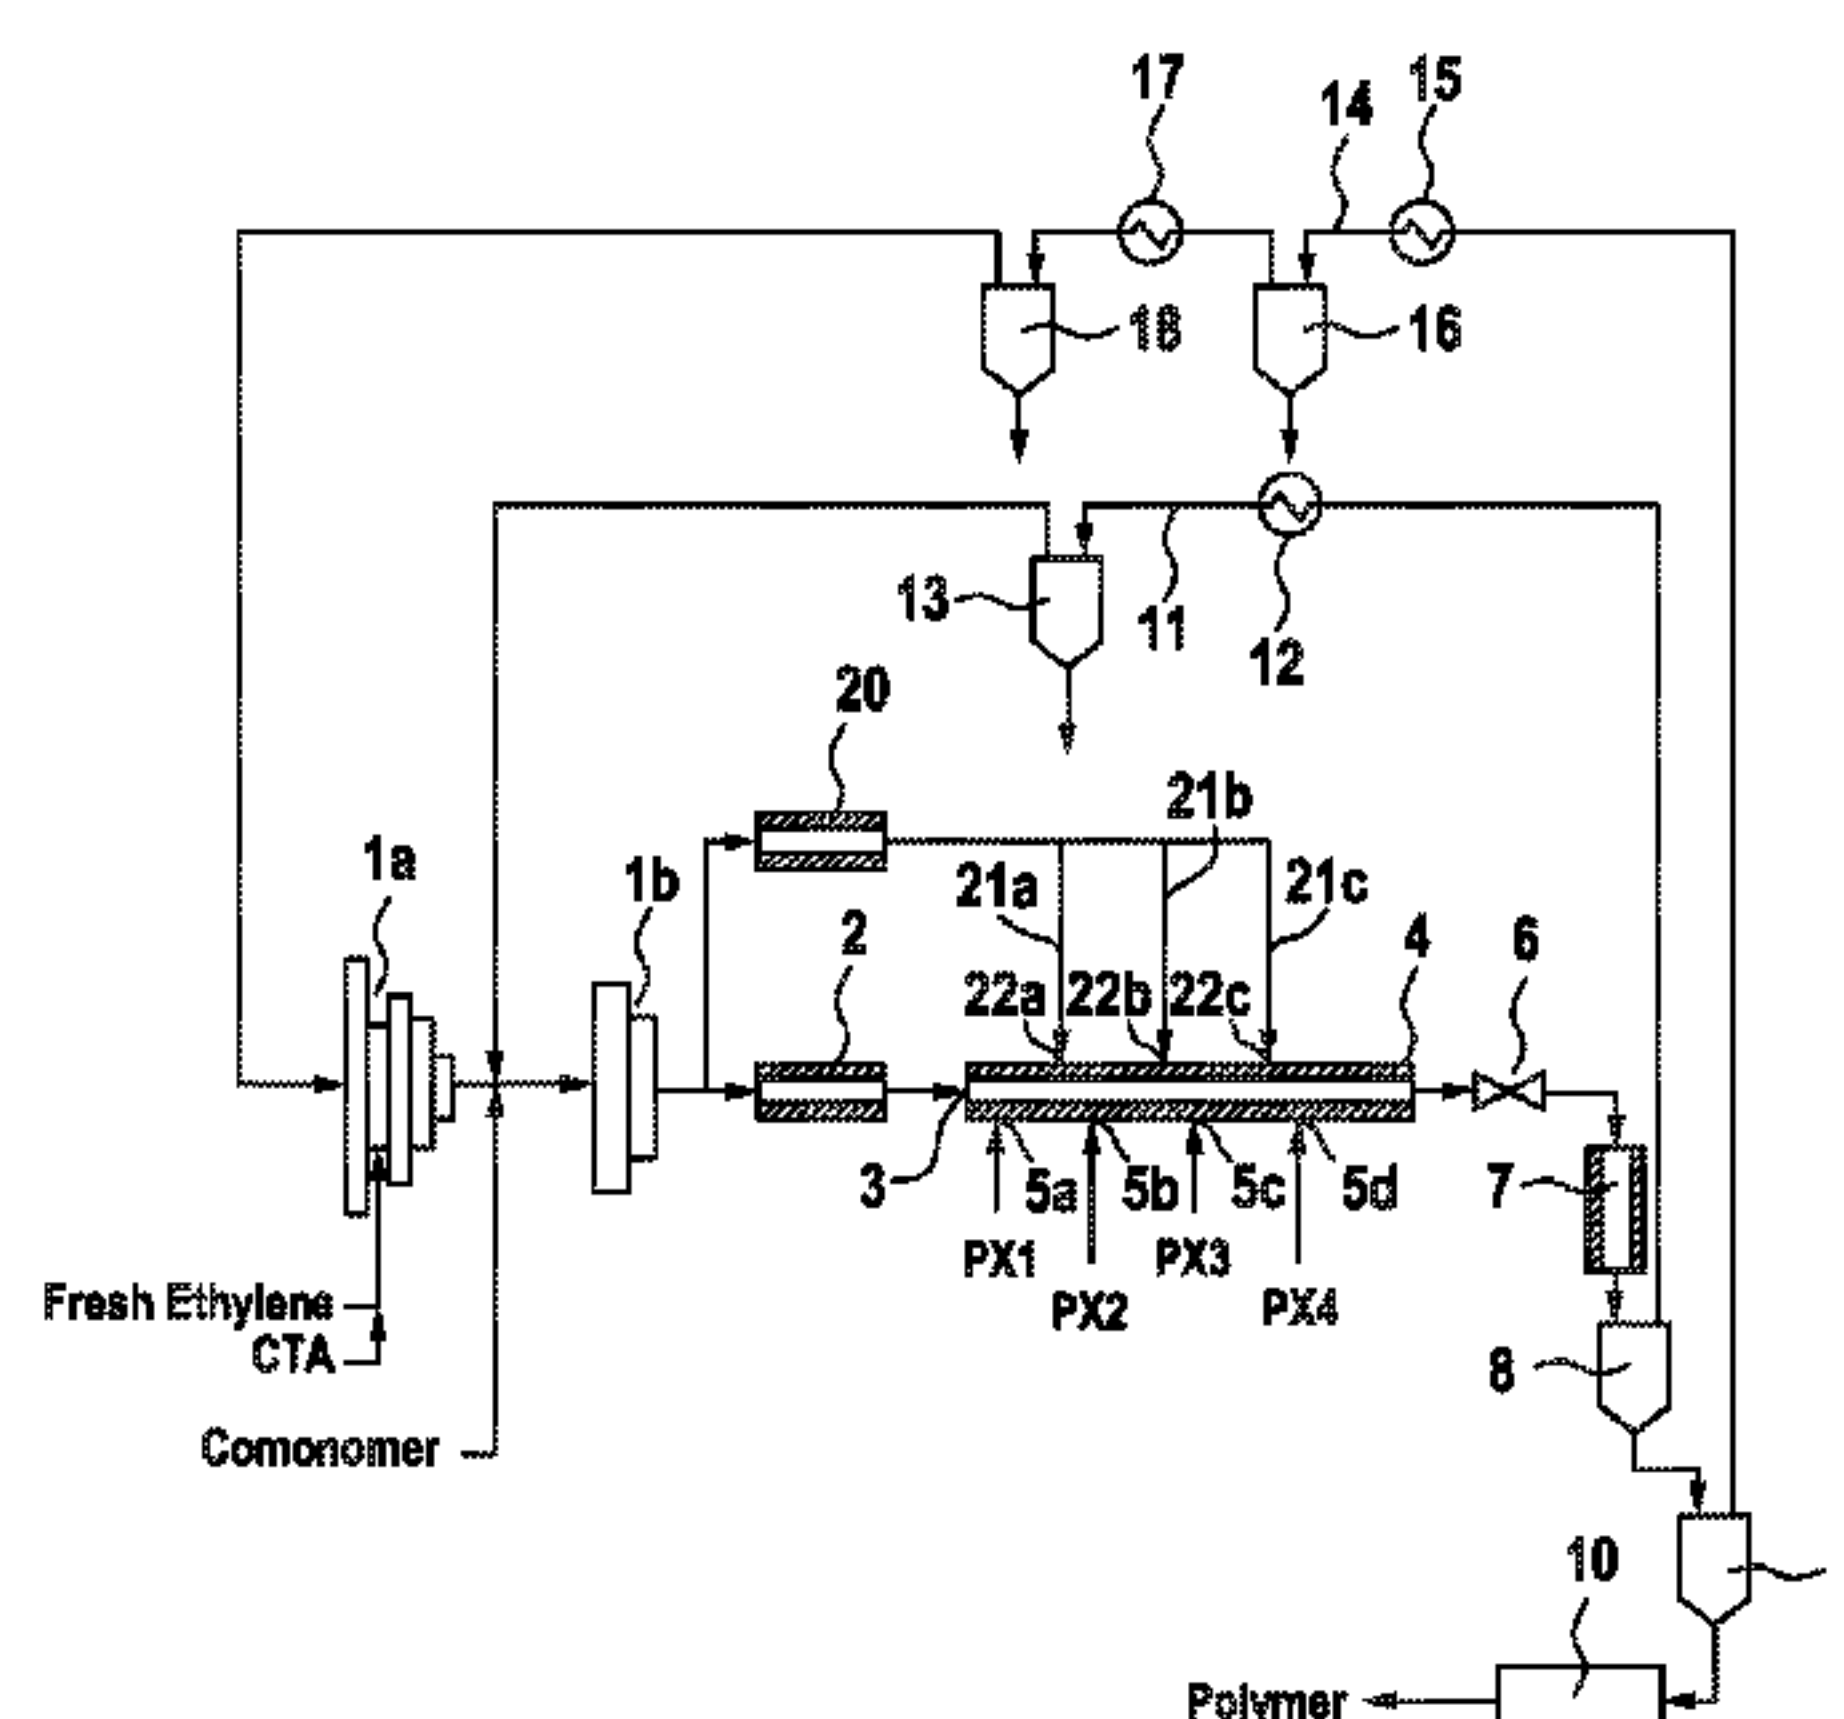 17
15
14
18
16
13
11
12
20
21b
1a
1b
21a
21c
2
4
6
22a
22b
22c
3
5a
5b
5c
5d
7
PX1
PX3
Fresh Ethylene
PX2
PX4
CTA
8
Comonomer
10
Polymer